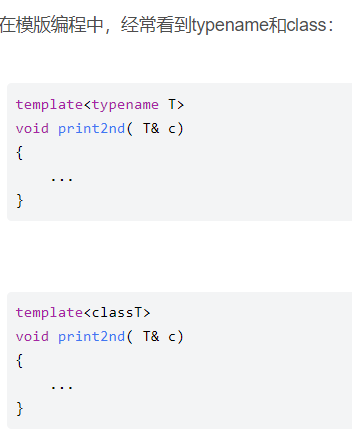 在模版编程中，经常看到typename和class：
template<typename T>
void print2nd( T& c)
{
    ...
}
template<classT>
void print2nd( T& c)
{
    ...
}